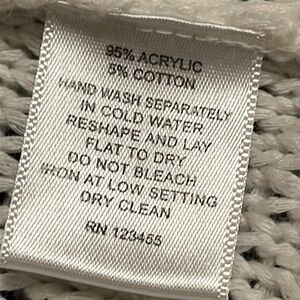 95% ACRYLIC
5% COTTON
HAND WASH SEPARATELY
IN COLD WATER
RESHAPE AND LAY
FLAT TO DRY
DO NOT BLEACH
IRON AT LOW SETTING
DRY CLEAN
RN 123455